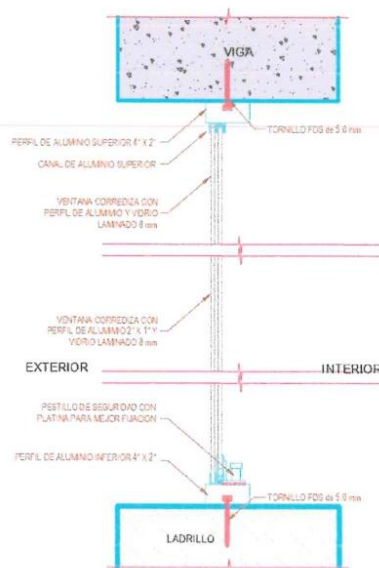 VIGA
TORNILLO FDS de 5.0 mm
PERFIL DE ALUMINIO SUPERIOR 4" X 2"
CANAL DE ALUMINIO SUPERIOR
VENTANA CORREDIZA CON
PERFIL DE ALUMINIO Y VIDRIO
LAMINADO 8 mm
VENTANA CORREDIZA CON
PERFIL DE ALUMINIO 2" X 1" Y
VIDRIO LAMINADO 8 mm
EXTERIOR
INTERIOR
PESTILLO DE SEGURIDAD CON
PLATINA PARA MEJOR FIJACION
PERFIL DE ALUMINIO INFERIOR 4" X 2"
TORNILLO FDS de 5.0 mm
LADRILLO